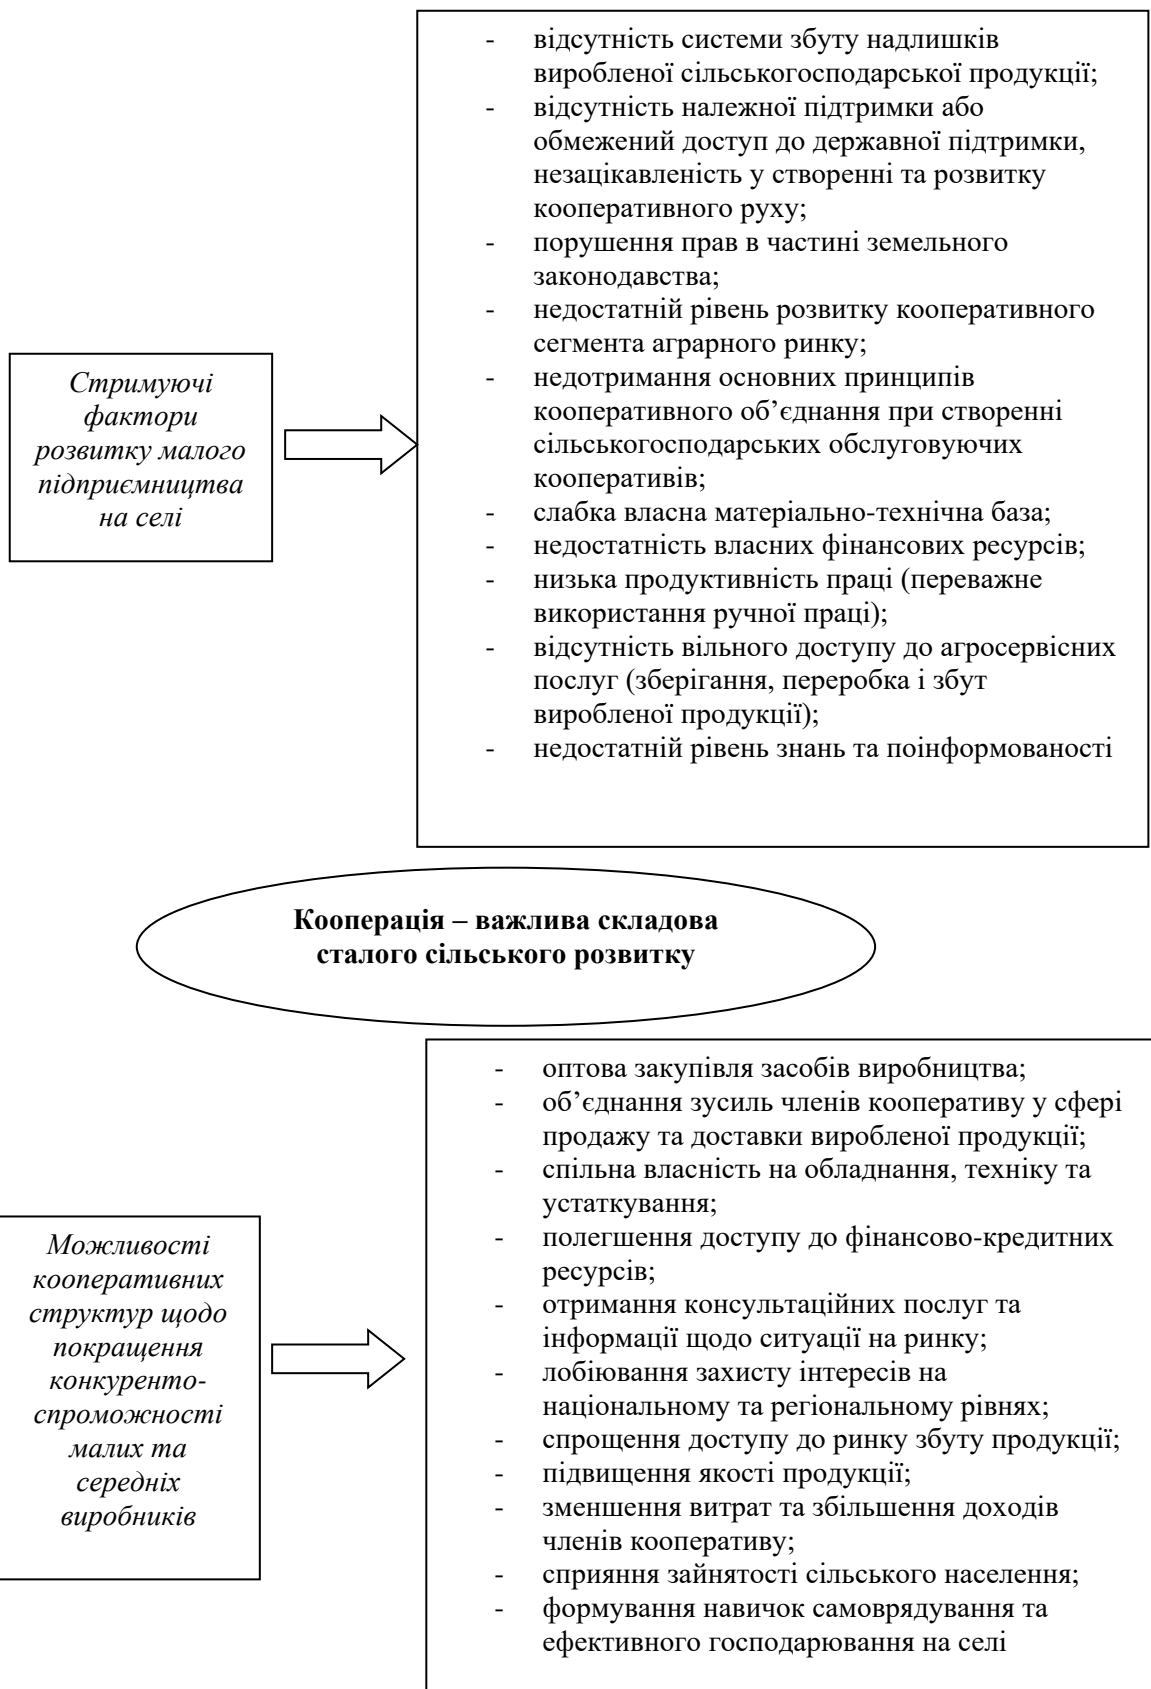 - відсутність системи збуту надлишків
виробленої сільськогосподарської продукції;
- відсутність належної підтримки або
обмежений доступ до державної підтримки,
незацікавленість у створенні та розвитку
кооперативного руху;
- порушення прав в частині земельного
законодавства;
- недостатній рівень розвитку кооперативного
сегмента аграрного ринку;
- недотримання основних принципів
кооперативного об’єднання при створенні
сільськогосподарських обслуговуючих
кооперативів;
- слабка власна матеріально-технічна база;
- недостатність власних фінансових ресурсів;
- низька продуктивність праці (переважне
використання ручної праці);
- відсутність вільного доступу до агросервісних
послуг (зберігання, переробка і збут
виробленої продукції);
- недостатній рівень знань та поінформованості
Стримуючі
фактори
розвитку малого
підприємництва
на селі
Кооперація – важлива складова
сталого сільського розвитку
- оптова закупівля засобів виробництва;
- об’єднання зусиль членів кооперативу у сфері
продажу та доставки виробленої продукції;
- спільна власність на обладнання, техніку та
устаткування;
- полегшення доступу до фінансово-кредитних
ресурсів;
- отримання консультаційних послуг та
інформації щодо ситуації на ринку;
- лобіювання захисту інтересів на
національному та регіональному рівнях;
- спрощення доступу до ринку збуту продукції;
- підвищення якості продукції;
- зменшення витрат та збільшення доходів
членів кооперативу;
- сприяння зайнятості сільського населення;
- формування навичок самоврядування та
ефективного господарювання на селі
Можливості
кооперативних
структур щодо
покращення
конкуренто-
спроможності
малих та
середніх
виробників